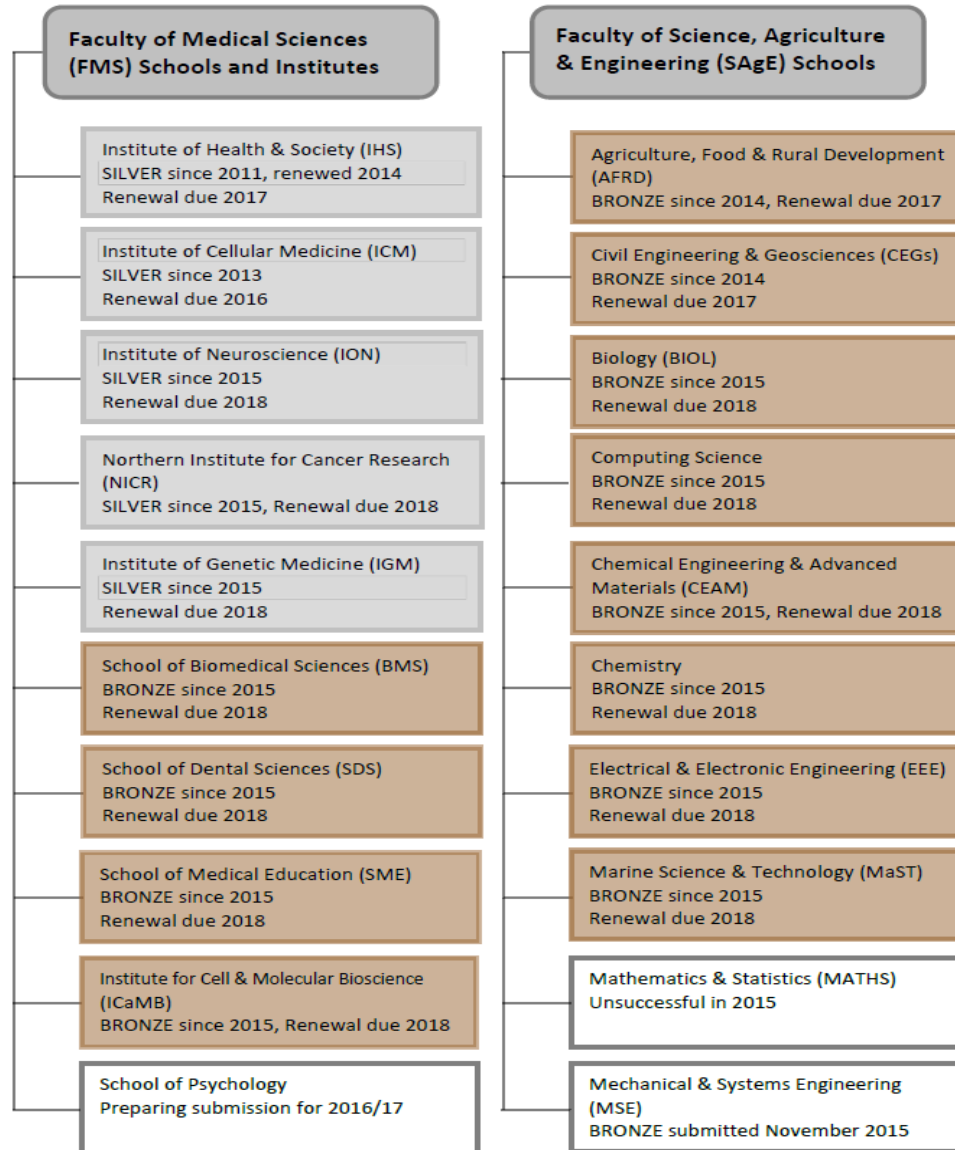 Faculty of Medical Sciences
(FMS) Schools and Institutes
Institute of Health & Society (IHS)
SILVER since 2011, renewed 2014
Renewal due 2017
Institute of Cellular Medicine (ICM)
SILVER since 2013
Renewal due 2016
Institute of Neuroscience (ION)
SILVER since 2015
Renewal due 2018
Northern Institute for Cancer Research
(NICR)
SILVER since 2015, Renewal due 2018
Institute of Genetic Medicine (IGM)
SILVER since 2015
Renewal due 2018
School of Biomedical Sciences (BMS)
BRONZE since 2015
Renewal due 2018
School of Dental Sciences (SDS)
BRONZE since 2015
Renewal due 2018
School of Medical Education (SME)
BRONZE since 2015
Renewal due 2018
Institute for Cell & Molecular Bioscience
(ICaMB)
BRONZE since 2015, Renewal due 2018
School of Psychology
Preparing submission for 2016/17
Faculty of Science, Agriculture
& Engineering (SAgE) Schools
Agriculture, Food & Rural Development
(AFRD)
BRONZE since 2014, Renewal due 2017
Civil Engineering & Geosciences (CEGs)
BRONZE since 2014
Renewal due 2017
Biology (BIOL)
BRONZE since 2015
Renewal due 2018
Computing Science
BRONZE since 2015
Renewal due 2018
Chemical Engineering & Advanced
Materials (CEAM)
BRONZE since 2015, Renewal due 2018
Chemistry
BRONZE since 2015
Renewal due 2018
Electrical & Electronic Engineering (EEE)
BRONZE since 2015
Renewal due 2018
Marine Science & Technology (MaST)
BRONZE since 2015
Renewal due 2018
Mathematics & Statistics (MATHS)
Unsuccessful in 2015
Mechanical & Systems Engineering
(MSE)
BRONZE submitted November 2015